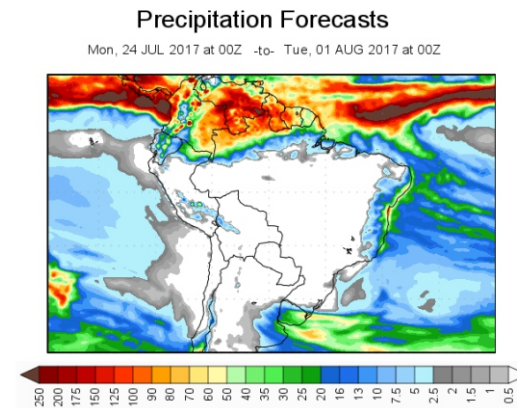 Precipitation Forecasts
Mon, 24 JUL 2017 at 00Z -to- Tue, 01 AUG 2017 at 00Z
250 200 175 150 125 100 90 80 70 60 50 40 35 30 25 20 16 13 10 7.5 5 2.5 2 1.5 1 0.5